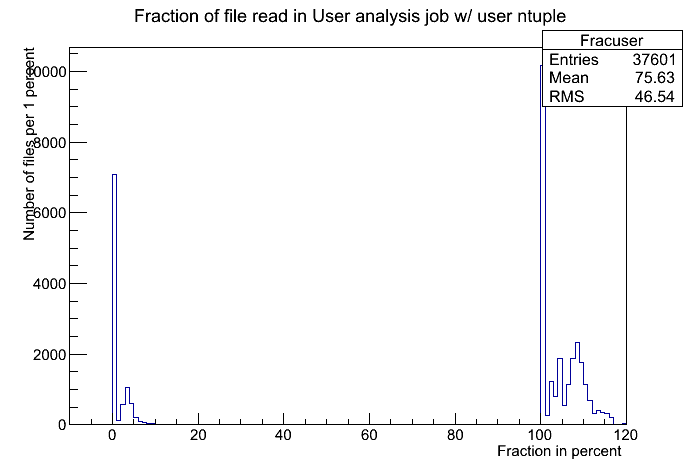 Fraction of file read in User analysis job w/ user ntuple
Fracuser
Entries 37601
Mean 75.63
RMS 46.54
Number of files per 1 percent
10000
8000
6000
4000
2000
0
0 20 40 60 80 100 120
Fraction in percent